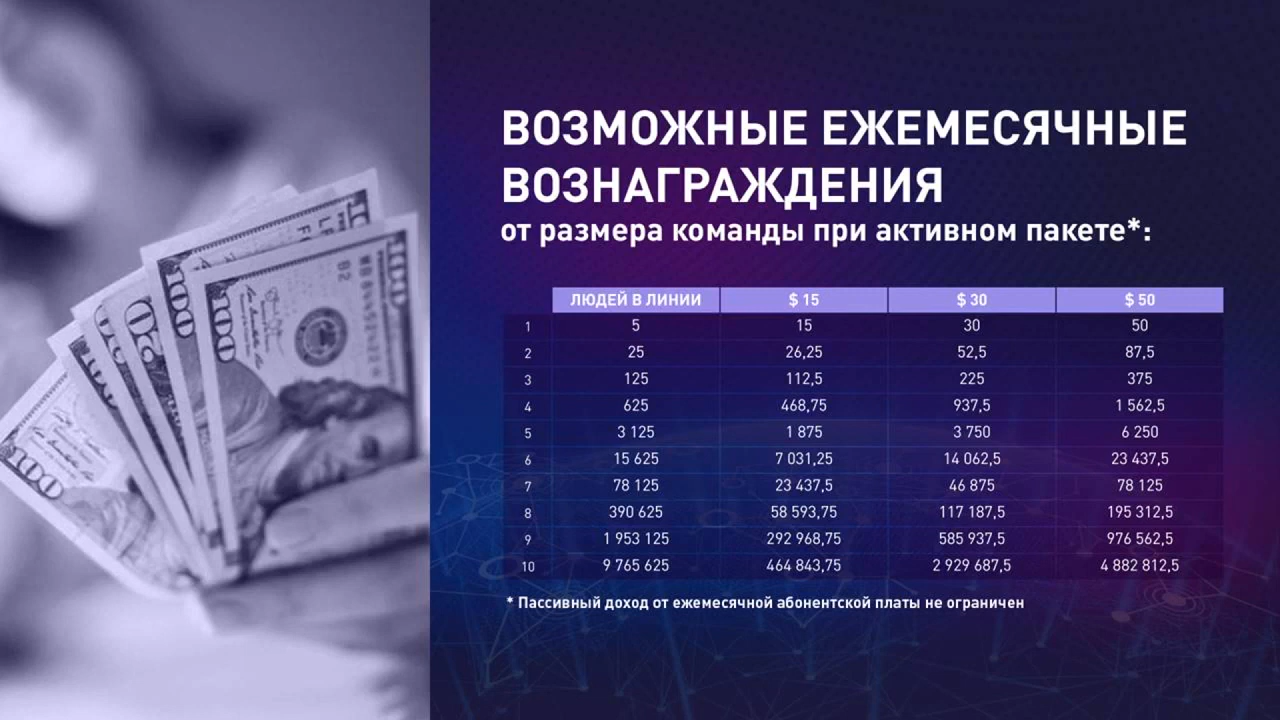 ВОЗМОЖНЫЕ ЕЖЕМЕСЯЧНЫЕ
ВОЗНАГРАЖДЕНИЯ
от размера команды при активном пакете*:
ЛЮДЕЙ В ЛИНИИ $ 15 $ 30 $ 50
1 5 15 30 50
2 25 26,25 52,5 87,5
3 125 112,5 225 375
4 625 468,75 937,5 1 562,5
5 3 125 1 875 3 750 6 250
6 15 625 7 031,25 14 062,5 23 437,5
7 78 125 23 437,5 46 875 78 125
8 390 625 58 593,75 117 187,5 195 312,5
9 1 953 125 292 968,75 585 937,5 976 562,5
10 9 765 625 464 843,75 2 929 687,5 4 882 812,5
* Пассивный доход от ежемесячной абонентской платы не ограничен
100
100
100
100
B2